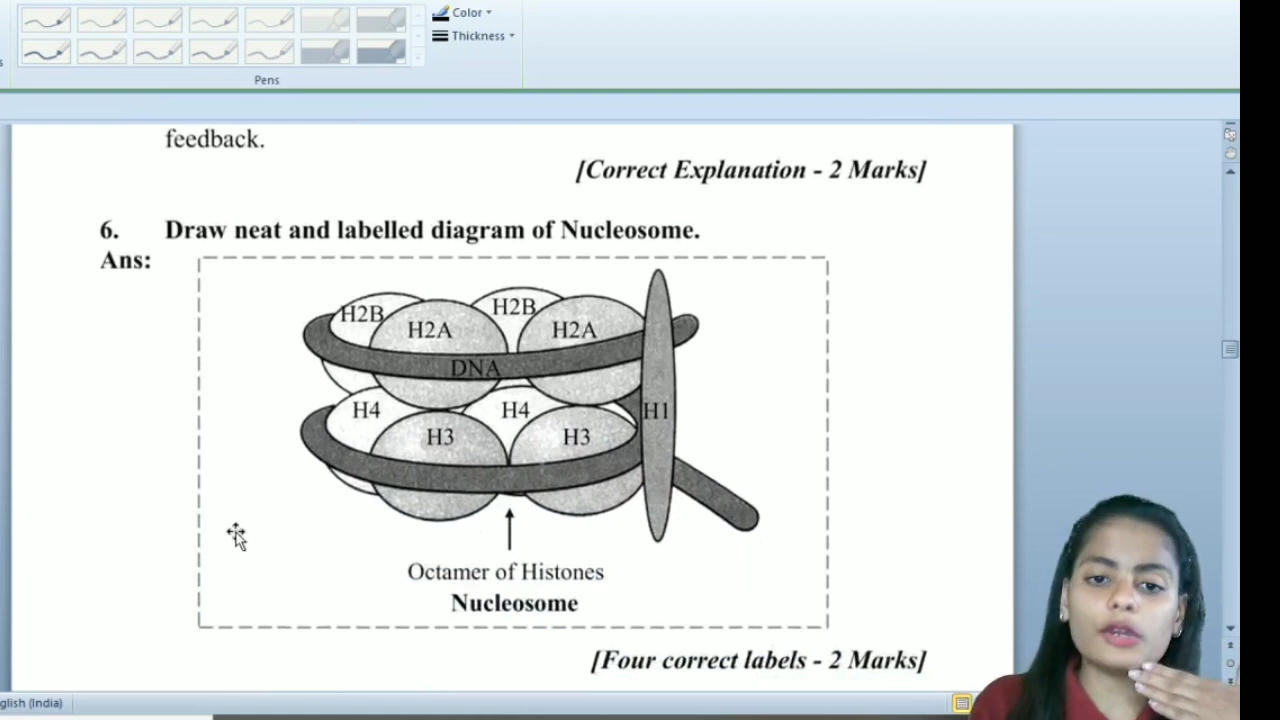 Color
Thickness
Pens
feedback.
[Correct Explanation - 2 Marks]
6. Draw neat and labelled diagram of Nucleosome.
Ans:
H2B H2B
H2A H2A
DNA
H4 H4 H1
H3 H3
Octamer of Histones
Nucleosome
[Four correct labels - 2 Marks]
glish (India)